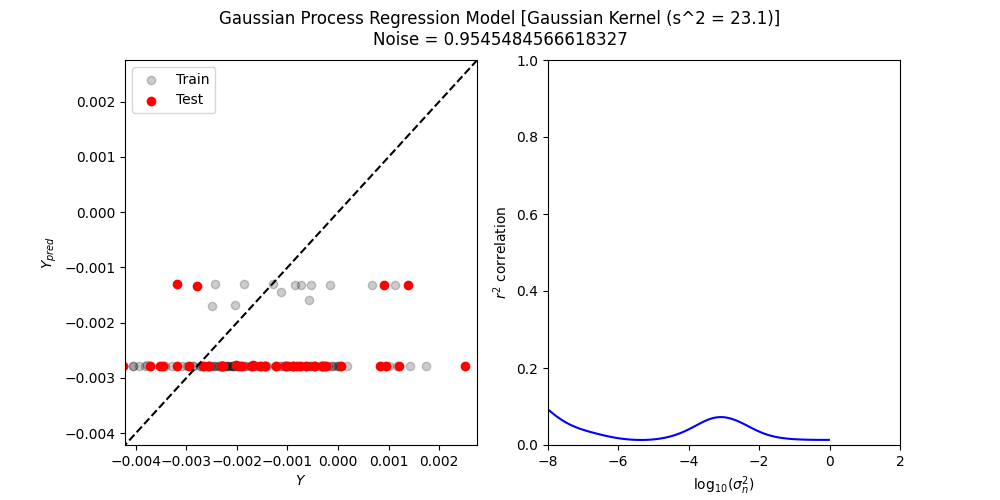 Gaussian Process Regression Model [Gaussian Kernel (s^2 = 23.1)]
Noise = 0.9545484566618327
Train
Test
0.002
0.001
0.000
−0.001
−0.002
−0.003
−0.004
Y_pred
−0.004 −0.003 −0.002 −0.001 0.000 0.001 0.002
Y
1.0
0.8
0.6
0.4
0.2
0.0
r² correlation
−8 −6 −4 −2 0 2
log₁₀(σₙ²)